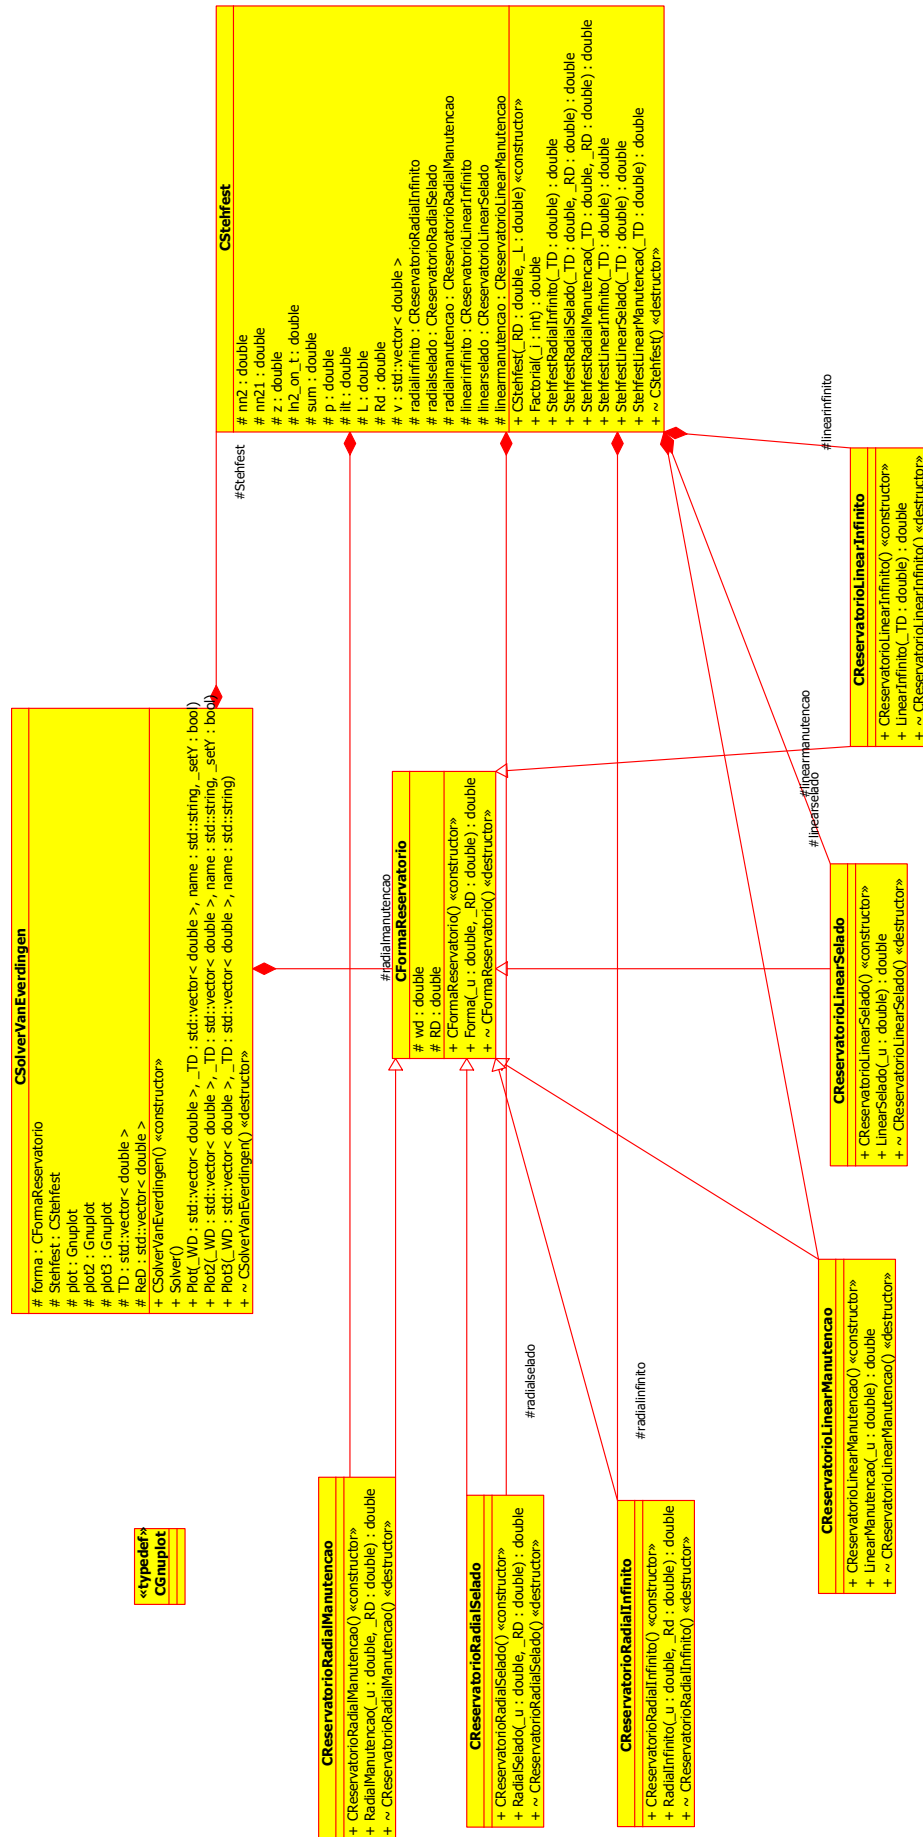 CSolverVanEverdingen
# forma : CFormaReservatorio
# Stehfest : CStehfest
# plot : Gnuplot
# plot2 : Gnuplot
# plot3 : Gnuplot
# TD : std::vector< double >
# ReD : std::vector< double >
+ CSolverVanEverdingen() «constructor»
+ Solver()
+ Plot(_WD : std::vector< double >, _TD : std::vector< double >, name : std::string, _setY : bool)
+ Plot2(_WD : std::vector< double >, _TD : std::vector< double >, name : std::string, _setY : bool)
+ Plot3(_WD : std::vector< double >, _TD : std::vector< double >, name : std::string)
+ ~ CSolverVanEverdingen() «destructor»
«typedef»
CGnuplot
#Stehfest
CStehfest
# nn2 : double
# nn21 : double
# z : double
# ln2_on_t : double
# sum : double
# p : double
# ilt : double
# L : double
# Rd : double
# v : std::vector< double >
# radialinfinito : CReservatorioRadialInfinito
# radialselado : CReservatorioRadialSelado
# radialmanutencao : CReservatorioRadialManutencao
# linearinfinito : CReservatorioLinearInfinito
# linearselado : CReservatorioLinearSelado
# linearmanutencao : CReservatorioLinearManutencao
+ CStehfest(_RD : double, _L : double) «constructor»
+ Factorial(_i : int) : double
+ StehfestRadialInfinito(_TD : double) : double
+ StehfestRadialSelado(_TD : double, _RD : double) : double
+ StehfestRadialManutencao(_TD : double, _RD : double) : double
+ StehfestLinearInfinito(_TD : double) : double
+ StehfestLinearSelado(_TD : double) : double
+ StehfestLinearManutencao(_TD : double) : double
+ ~ CStehfest() «destructor»
CReservatorioRadialManutencao
+ CReservatorioRadialManutencao() «constructor»
+ RadialManutencao(_u : double, _RD : double) : double
+ ~ CReservatorioRadialManutencao() «destructor»
#radialmanutencao
CFormaReservatorio
# wd : double
# RD : double
+ CFormaReservatorio() «constructor»
+ Forma(_u : double, _RD : double) : double
+ ~ CFormaReservatorio() «destructor»
CReservatorioRadialSelado
+ CReservatorioRadialSelado() «constructor»
+ RadialSelado(_u : double, _RD : double) : double
+ ~ CReservatorioRadialSelado() «destructor»
#radialselado
CReservatorioRadialInfinito
+ CReservatorioRadialInfinito() «constructor»
+ RadialInfinito(_u : double, _Rd : double) : double
+ ~ CReservatorioRadialInfinito() «destructor»
#radialinfinito
#linearmanutencao
#linearselado
#linearinfinito
CReservatorioLinearManutencao
+ CReservatorioLinearManutencao() «constructor»
+ LinearManutencao(_u : double) : double
+ ~ CReservatorioLinearManutencao() «destructor»
CReservatorioLinearSelado
+ CReservatorioLinearSelado() «constructor»
+ LinearSelado(_u : double) : double
+ ~ CReservatorioLinearSelado() «destructor»
CReservatorioLinearInfinito
+ CReservatorioLinearInfinito() «constructor»
+ LinearInfinito(_TD : double) : double
+ ~ CReservatorioLinearInfinito() «destructor»